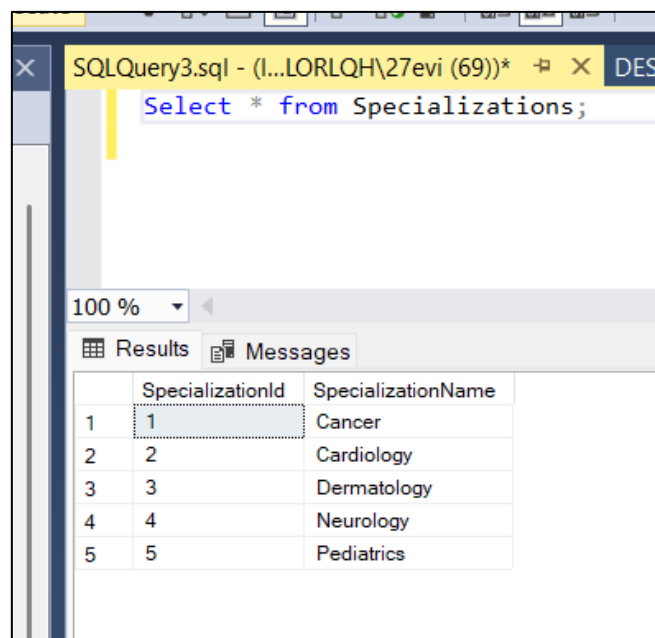 SQLQuery3.sql - (l...LORLQH\27evi (69))* DES
Select * from Specializations;
100 %
Results Messages
SpecializationId SpecializationName
1 1 Cancer
2 2 Cardiology
3 3 Dermatology
4 4 Neurology
5 5 Pediatrics